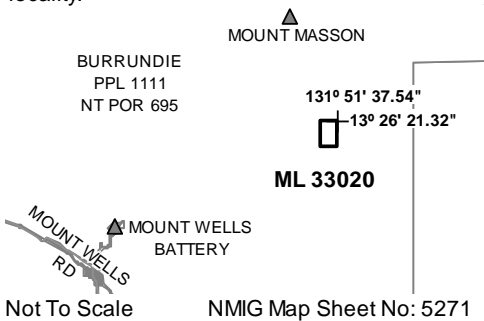 locality.
MOUNT MASSON
BURRUNDIE
PPL 1111
NT POR 695
131º 51' 37.54"
13º 26' 21.32"
ML 33020
MOUNT WELLS
RD
MOUNT WELLS
BATTERY
Not To Scale
NMIG Map Sheet No: 5271